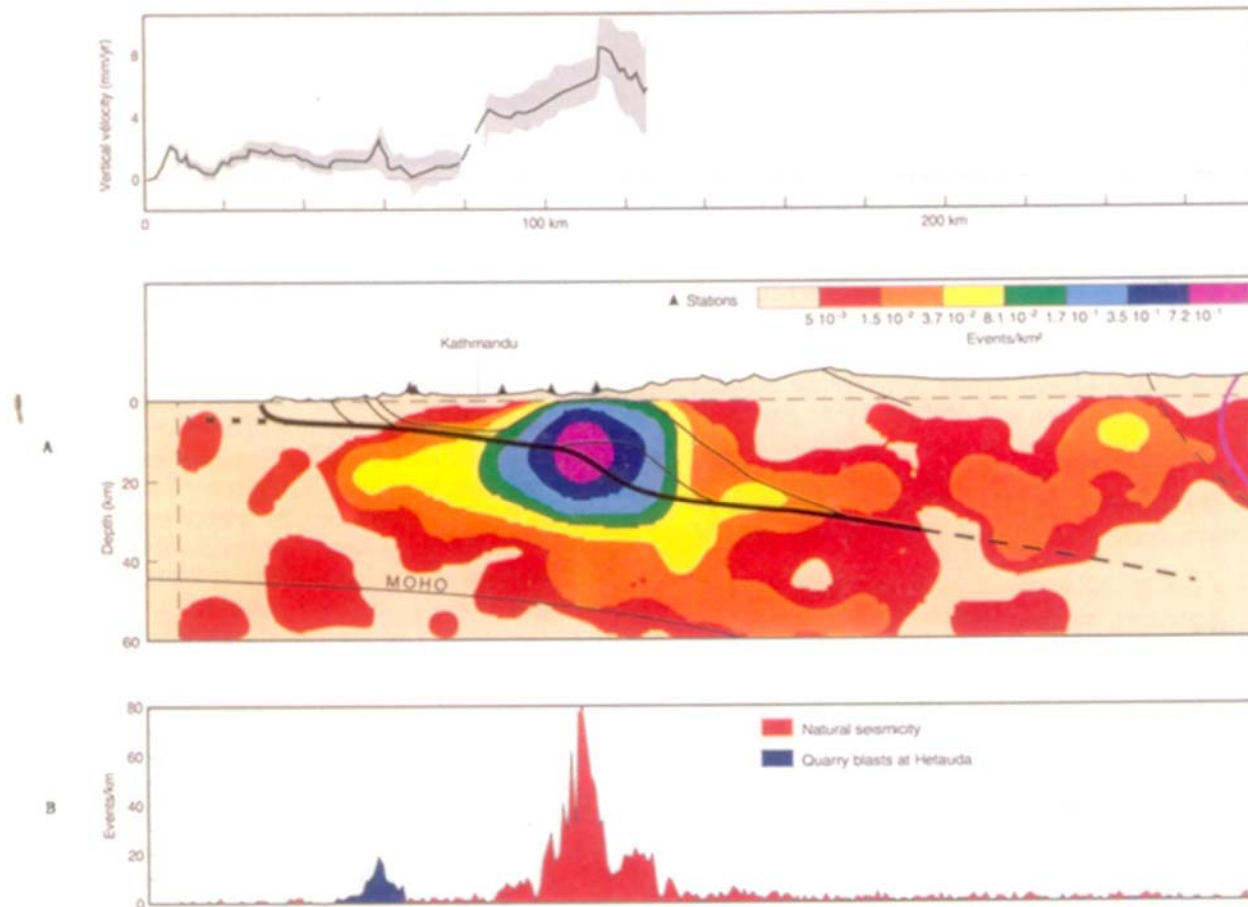 8
4
0
Vertical vélocity (mm/yr)
0
100 km
200 km
▲ Stations
5 10⁻³ 1.5 10⁻² 3.7 10⁻² 8.1 10⁻² 1.7 10⁻¹ 3.5 10⁻¹ 7.2 10⁻¹
Events/km²
Kathmandu
A
0
20
40
60
Depth (km)
MOHO
B
80
60
40
20
0
Events/km
Natural seismicity
Quarry blasts at Hetauda